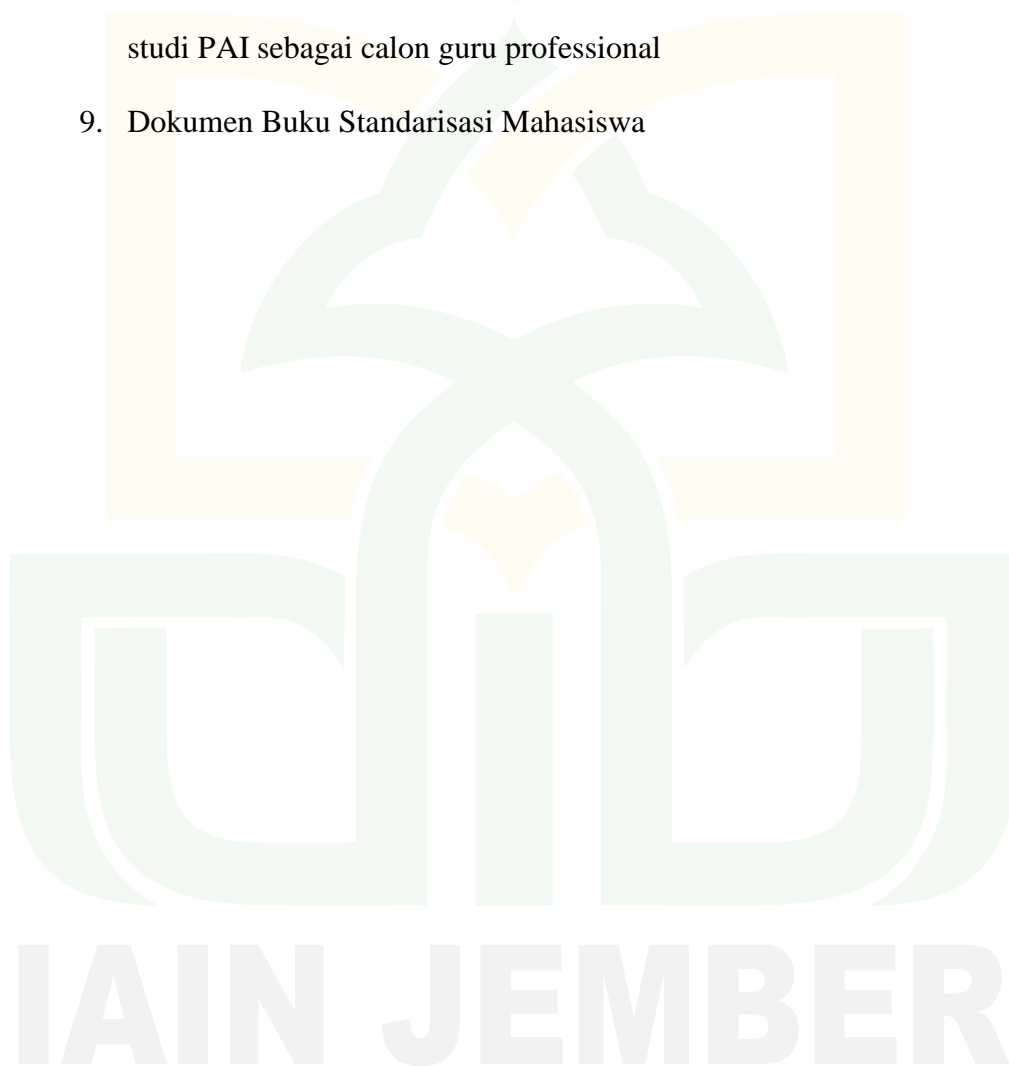 studi PAI sebagai calon guru professional
9. Dokumen Buku Standarisasi Mahasiswa
IAIN JEMBER